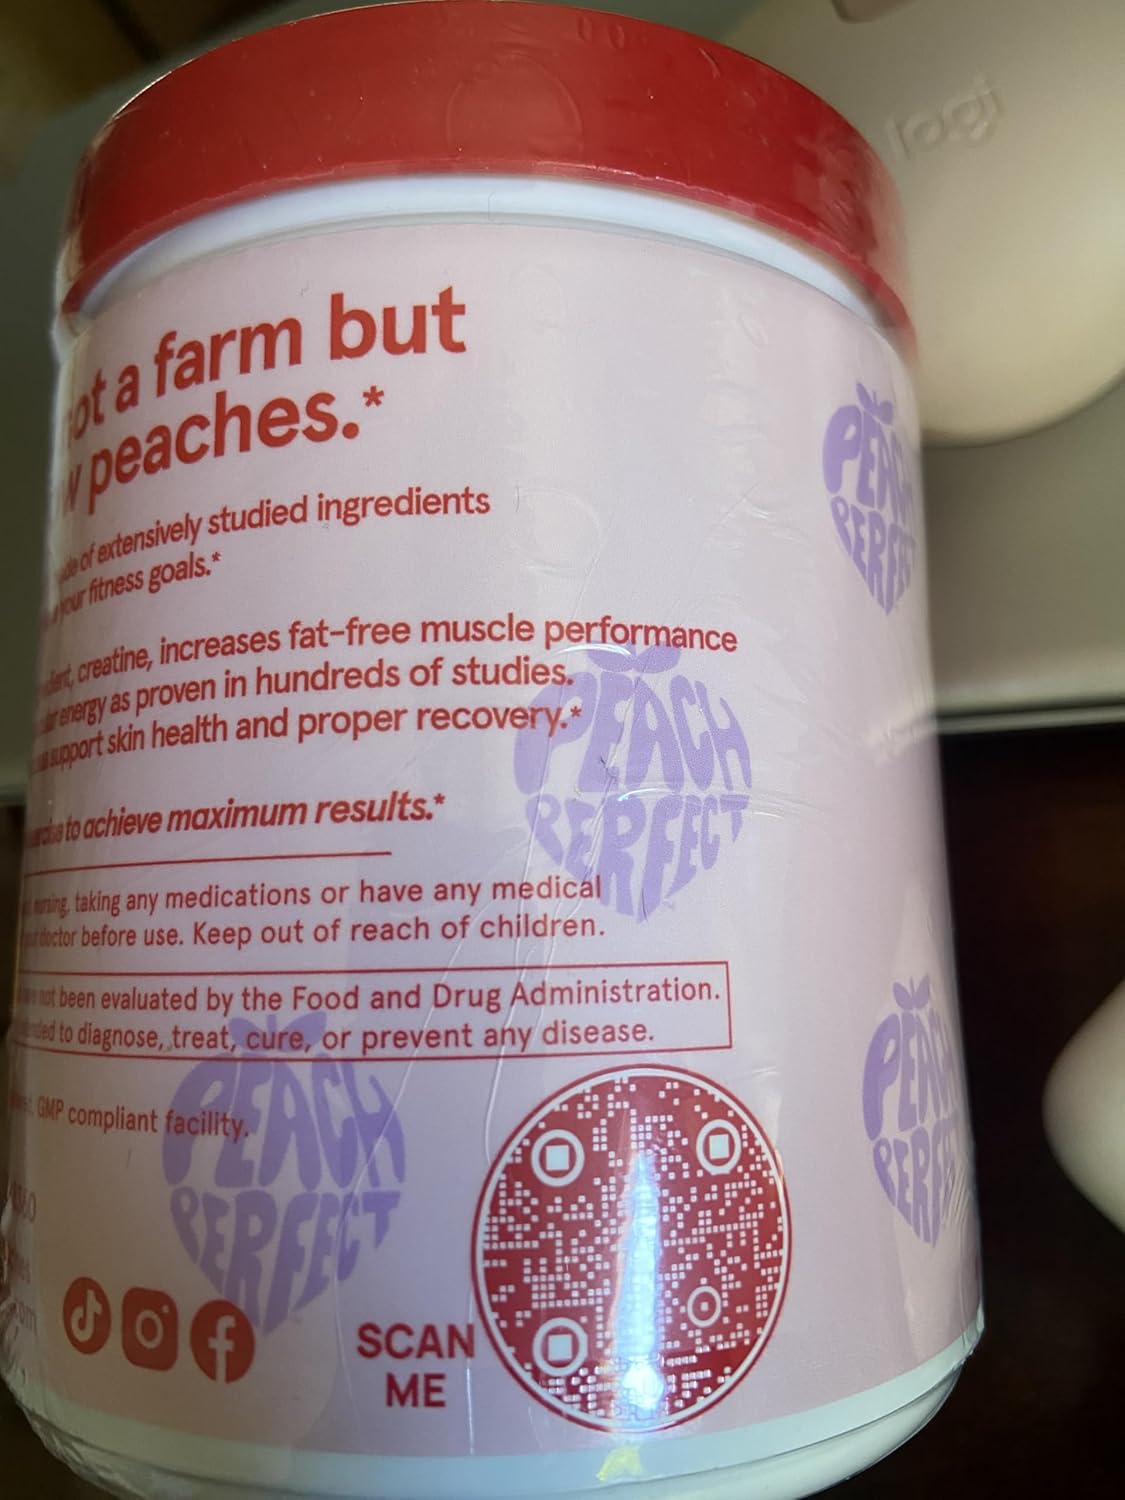 logi
a farm but
peaches.*
of extensively studied ingredients
your fitness goals.*
creatine, increases fat-free muscle performance
energy as proven in hundreds of studies.
support skin health and proper recovery.*
to achieve maximum results.*
nursing, taking any medications or have any medical
doctor before use. Keep out of reach of children.
not been evaluated by the Food and Drug Administration.
to diagnose, treat, cure, or prevent any disease.
GMP compliant facility.
SCAN
ME
PEACH
PERFECT
PEACH
PERFECT
PEACH
PERFECT
PEACH
PERFECT